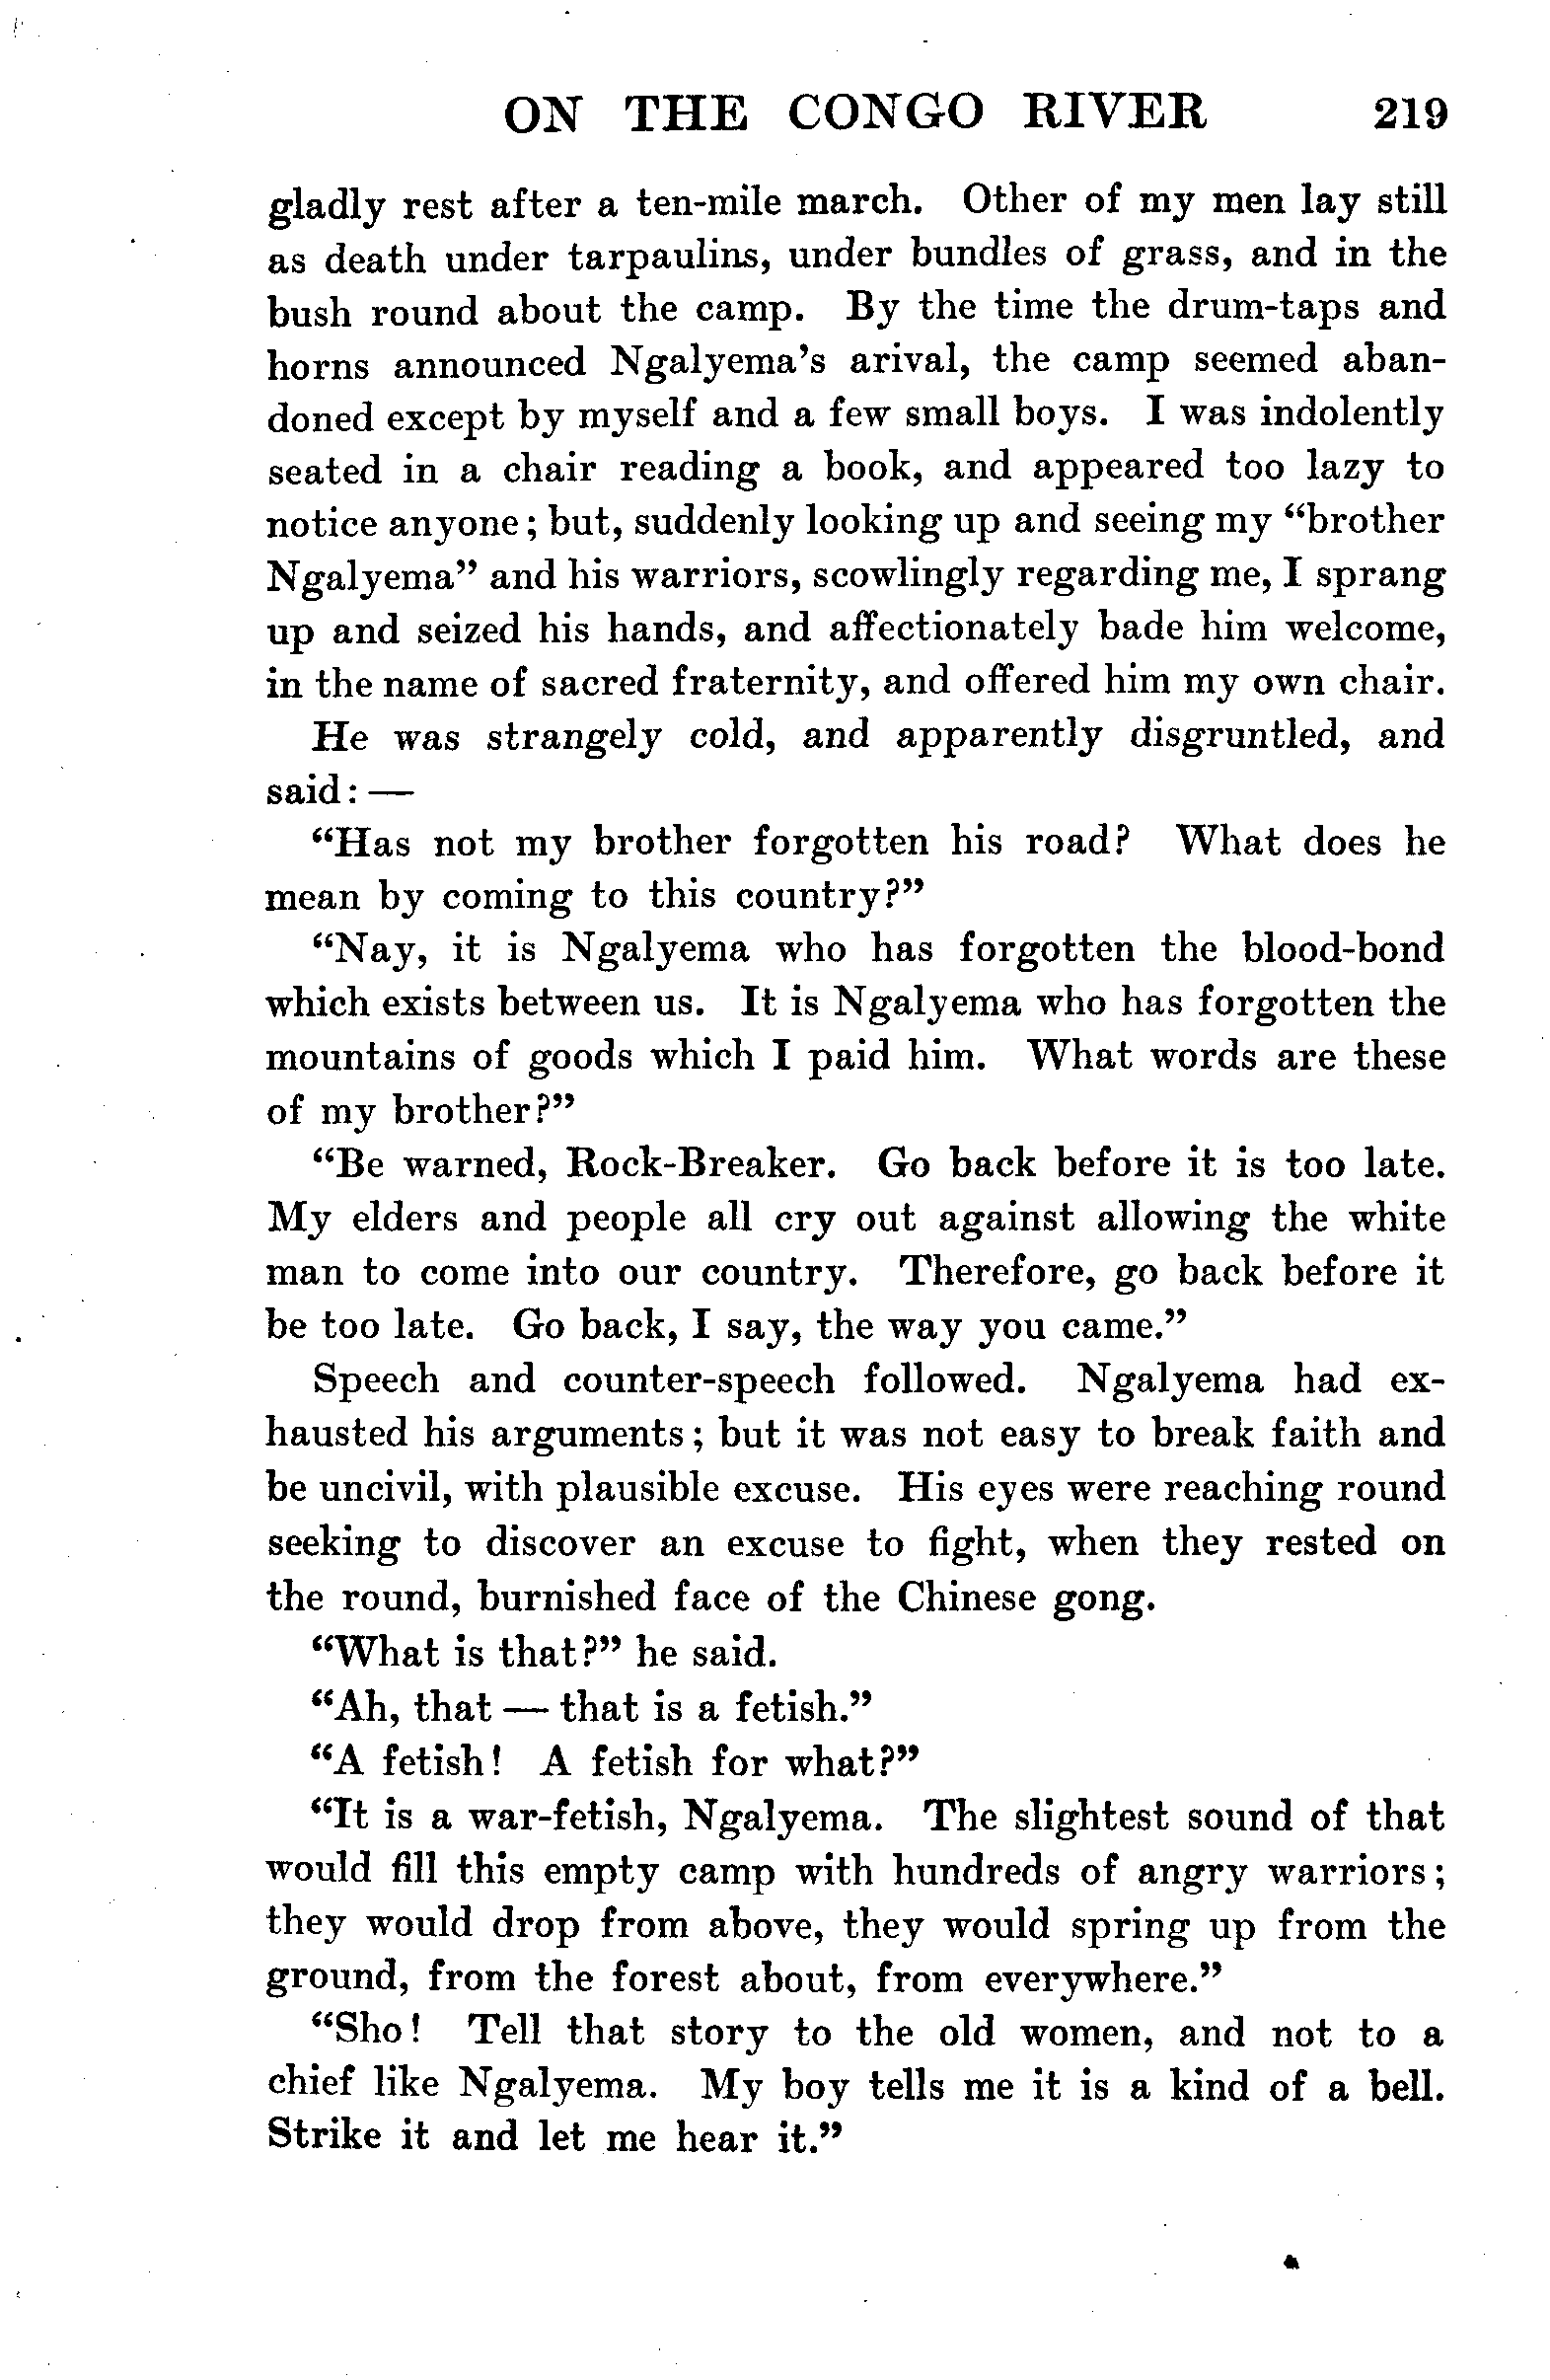 ON THE CONGO RIVER 219
gladly rest after a ten-mile march. Other of my men lay still
as death under tarpaulins, under bundles of grass, and in the
bush round about the camp. By the time the drum-taps and
horns announced Ngalyema's arival, the camp seemed aban-
doned except by myself and a few small boys. I was indolently
seated in a chair reading a book, and appeared too lazy to
notice anyone; but, suddenly looking up and seeing my “brother
Ngalyema” and his warriors, scowlingly regarding me, I sprang
up and seized his hands, and affectionately bade him welcome,
in the name of sacred fraternity, and offered him my own chair.
He was strangely cold, and apparently disgruntled, and
said: —
“Has not my brother forgotten his road? What does he
mean by coming to this country?”
“Nay, it is Ngalyema who has forgotten the blood-bond
which exists between us. It is Ngalyema who has forgotten the
mountains of goods which I paid him. What words are these
of my brother?”
“Be warned, Rock-Breaker. Go back before it is too late.
My elders and people all cry out against allowing the white
man to come into our country. Therefore, go back before it
be too late. Go back, I say, the way you came.”
Speech and counter-speech followed. Ngalyema had ex-
hausted his arguments; but it was not easy to break faith and
be uncivil, with plausible excuse. His eyes were reaching round
seeking to discover an excuse to fight, when they rested on
the round, burnished face of the Chinese gong.
“What is that?” he said.
“Ah, that — that is a fetish.”
“A fetish! A fetish for what?”
“It is a war-fetish, Ngalyema. The slightest sound of that
would fill this empty camp with hundreds of angry warriors;
they would drop from above, they would spring up from the
ground, from the forest about, from everywhere.”
“Sho! Tell that story to the old women, and not to a
chief like Ngalyema. My boy tells me it is a kind of a bell.
Strike it and let me hear it.”